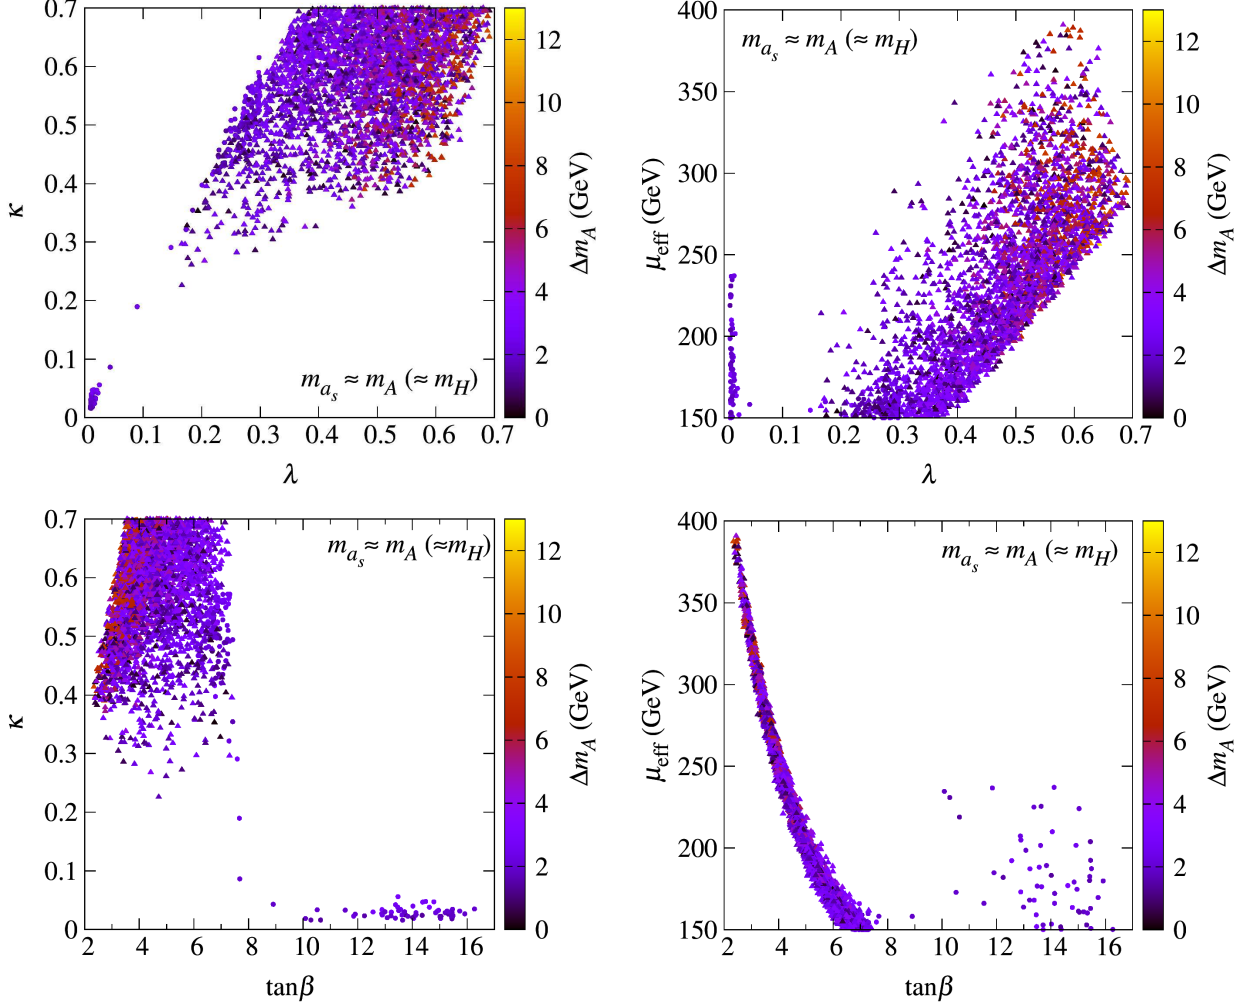 0.7
0.6
0.5
0.4
0.3
0.2
0.1
0
κ
m_{a_s} ≈ m_A (≈ m_H)
0 0.1 0.2 0.3 0.4 0.5 0.6 0.7
λ
12
10
8
6
4
2
0
Δm_A (GeV)
400
350
300
250
200
150
μ_eff (GeV)
m_{a_s} ≈ m_A (≈ m_H)
0 0.1 0.2 0.3 0.4 0.5 0.6 0.7
λ
12
10
8
6
4
2
0
Δm_A (GeV)
0.7
0.6
0.5
0.4
0.3
0.2
0.1
0
κ
m_{a_s} ≈ m_A (≈m_H)
2 4 6 8 10 12 14 16
tanβ
12
10
8
6
4
2
0
Δm_A (GeV)
400
350
300
250
200
150
μ_eff (GeV)
m_{a_s} ≈ m_A (≈ m_H)
2 4 6 8 10 12 14 16
tanβ
12
10
8
6
4
2
0
Δm_A (GeV)